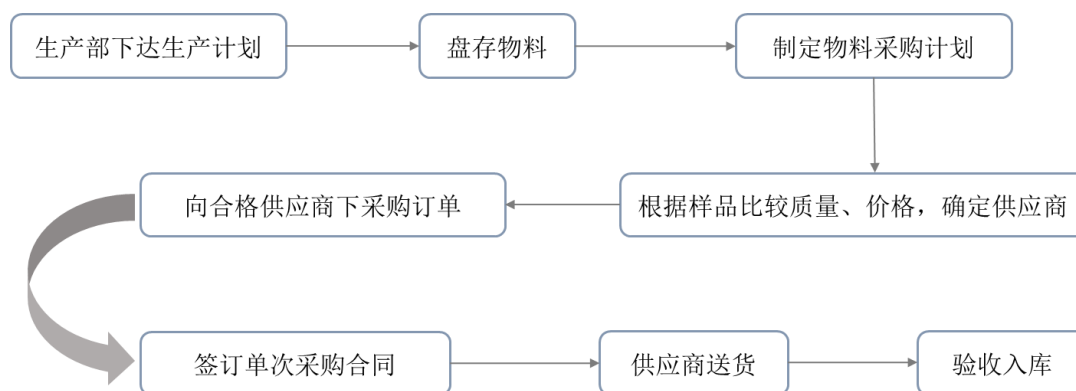 生产部下达生产计划
盘存物料
制定物料采购计划
根据样品比较质量、价格，确定供应商
向合格供应商下采购订单
签订单次采购合同
供应商送货
验收入库